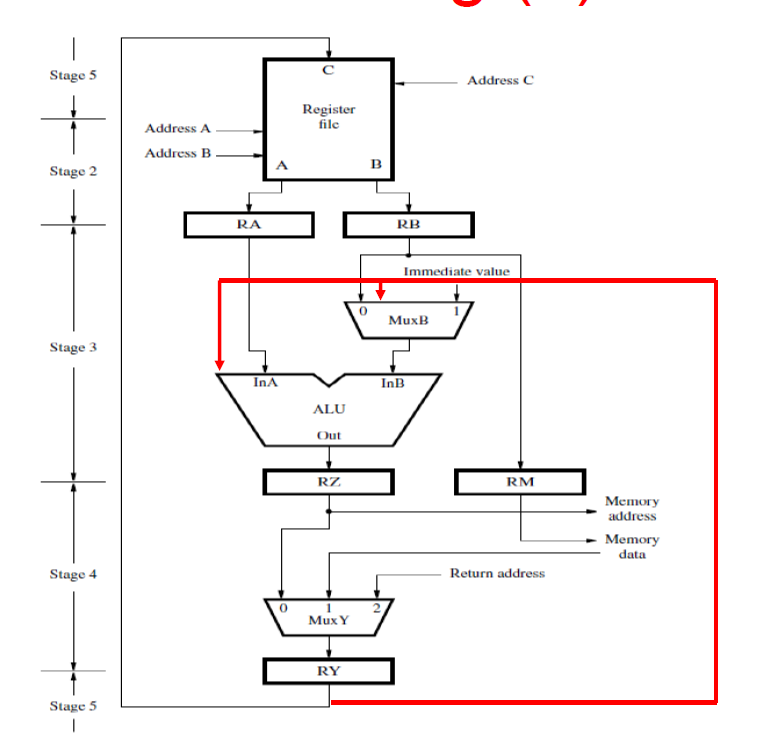 Stage 5
C
Address C
Register
file
Address A
Address B
A
B
Stage 2
RA
RB
Immediate value
0
1
MuxB
Stage 3
InA
InB
ALU
Out
RZ
RM
Memory
address
Memory
data
Stage 4
Return address
0
1
2
MuxY
RY
Stage 5